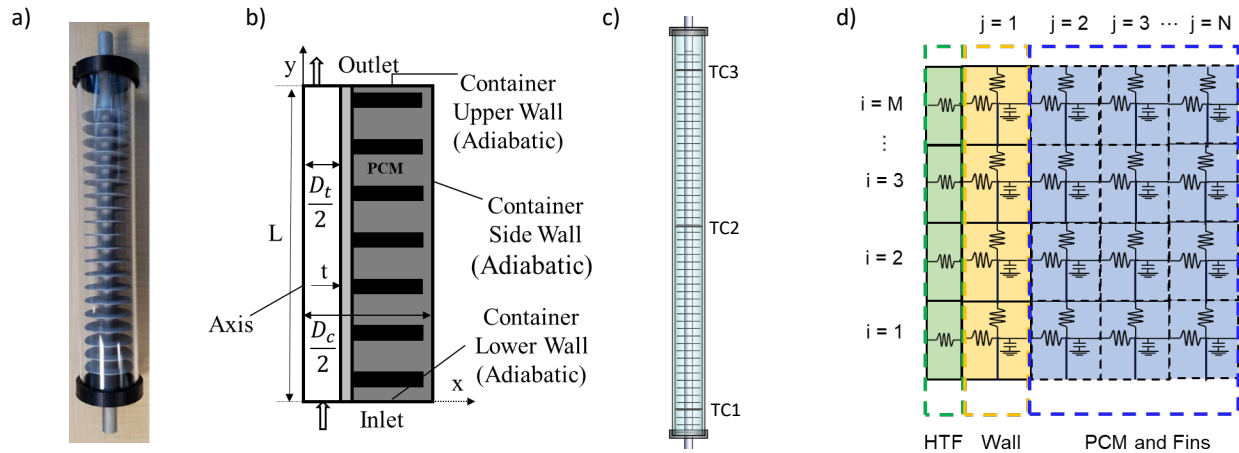 a)
b)
y
Outlet
Container
Upper Wall
(Adiabatic)
D_t
2
PCM
L
Container
Side Wall
(Adiabatic)
t
Axis
D_c
2
Container
Lower Wall
(Adiabatic)
x
Inlet
c)
TC3
TC2
TC1
d)
j = 1
j = 2
j = 3 ⋯ j = N
i = M
⋮
i = 3
i = 2
i = 1
HTF
Wall
PCM and Fins